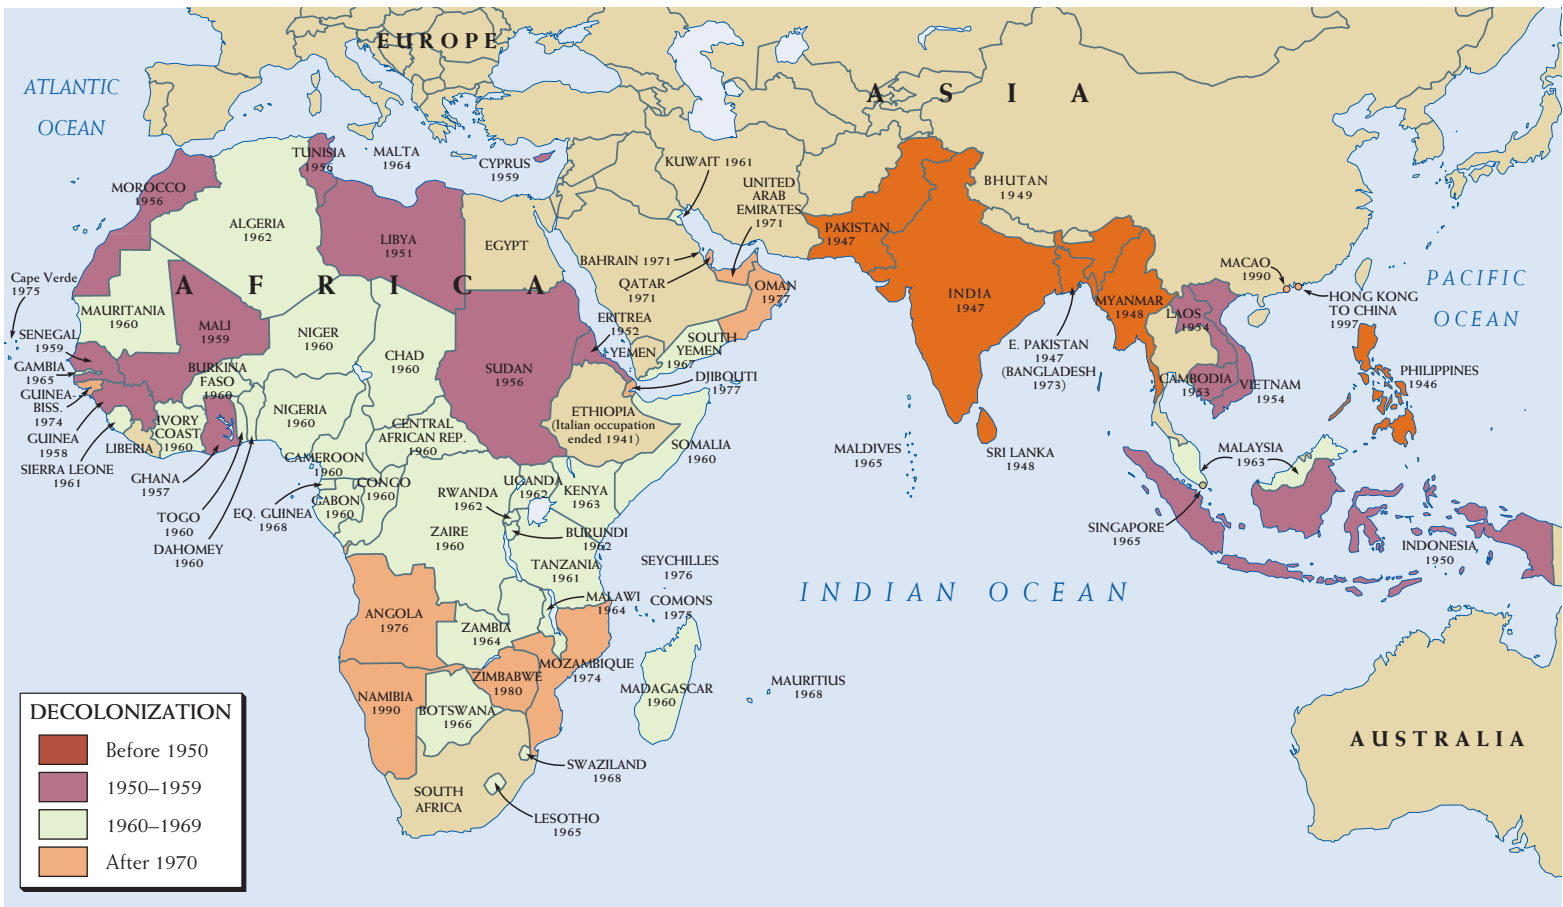 EUROPE
ASIA
ATLANTIC
OCEAN
TUNISIA
1956
MALTA
1964
CYPRUS
1959
KUWAIT 1961
UNITED
ARAB
EMIRATES
1971
BHUTAN
1949
MOROCCO
1956
ALGERIA
1962
LIBYA
1951
EGYPT
PAKISTAN
1947
BAHRAIN 1971
QATAR
1971
OMAN
1977
MACAO
1990
HONG KONG
TO CHINA
1997
PACIFIC
OCEAN
AFRICA
Cape Verde
1975
MAURITANIA
1960
MALI
1959
NIGER
1960
CHAD
1960
SUDAN
1956
ERITREA
1952
YEMEN
SOUTH
YEMEN
1967
INDIA
1947
MYANMAR
1948
LAOS
1954
E. PAKISTAN
1947
(BANGLADESH
1973)
SENEGAL
1959
GAMBIA
1965
GUINEA-
BISS.
1974
GUINEA
1958
SIERRA LEONE
1961
LIBERIA
BURKINA
FASO
1960
IVORY
COAST
1960
GHANA
1957
TOGO
1960
DAHOMEY
1960
NIGERIA
1960
CENTRAL
AFRICAN REP.
1960
CAMEROON
1960
EQ. GUINEA
1968
GABON
1960
CONGO
1960
DJIBOUTI
1977
ETHIOPIA
(Italian occupation
ended 1941)
SOMALIA
1960
UGANDA
1962
KENYA
1963
RWANDA
1962
BURUNDI
1962
ZAIRE
1960
TANZANIA
1961
MALDIVES
1965
SRI LANKA
1948
CAMBODIA
1953
VIETNAM
1954
PHILIPPINES
1946
MALAYSIA
1963
SINGAPORE
1965
INDONESIA
1950
SEYCHELLES
1976
COMONS
1975
INDIAN OCEAN
MALAWI
1964
ANGOLA
1976
ZAMBIA
1964
MOZAMBIQUE
1974
ZIMBABWE
1980
NAMIBIA
1990
BOTSWANA
1966
MADAGASCAR
1960
MAURITIUS
1968
SWAZILAND
1968
SOUTH
AFRICA
LESOTHO
1965
AUSTRALIA
DECOLONIZATION
Before 1950
1950–1959
1960–1969
After 1970